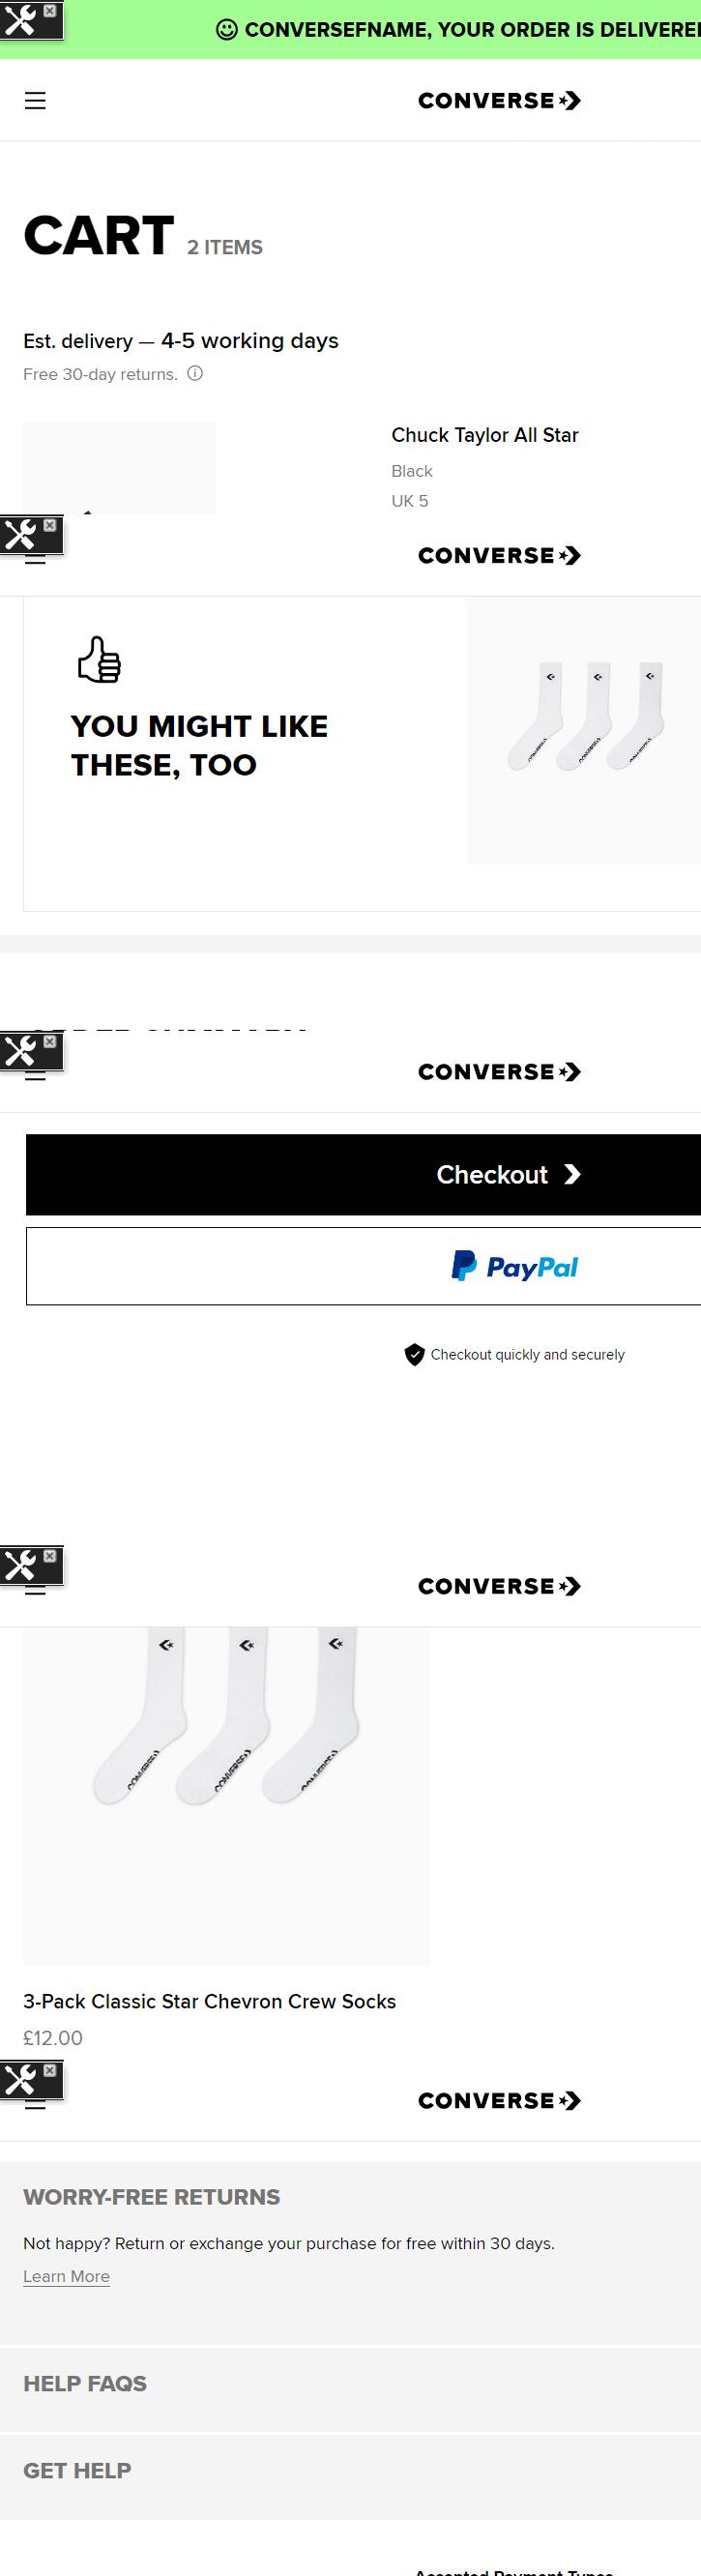 CONVERSEFNAME, YOUR ORDER IS DELIVERE
CONVERSE
CART 2 ITEMS
Est. delivery — 4-5 working days
Free 30-day returns.
Chuck Taylor All Star
Black
UK 5
CONVERSE
YOU MIGHT LIKE
THESE, TOO
CONVERSE
Checkout
PayPal
Checkout quickly and securely
CONVERSE
CONVERSE
CONVERSE
CONVERSE
3-Pack Classic Star Chevron Crew Socks
£12.00
CONVERSE
WORRY-FREE RETURNS
Not happy? Return or exchange your purchase for free within 30 days.
Learn More
HELP FAQS
GET HELP